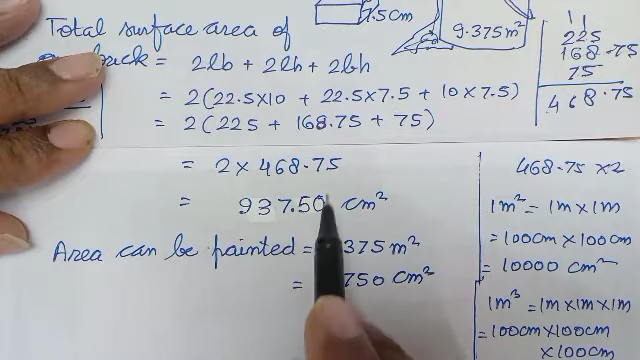 Total surface area of
7.5cm
9.375m²
back = 2lb + 2lh + 2bh
= 2(22.5×10 + 22.5×7.5 + 10×7.5)
= 2(225 + 168.75 + 75)
= 2 × 468.75
= 937.50 cm²
Area can be painted = 375 m²
= 750 cm²
11
225
168.75
75
468.75
468.75 ×2
1m² = 1m×1m
= 100cm×100cm
= 10000 cm²
1m³ = 1m×1m×1m
= 100cm×100cm
×100cm